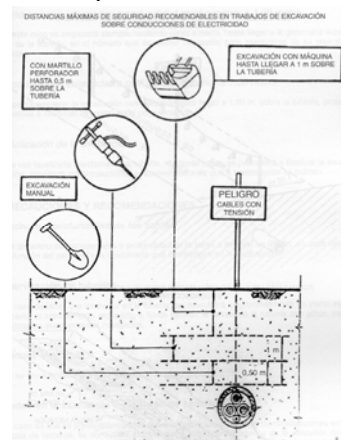 DISTANCIAS MÁXIMAS DE SEGURIDAD RECOMENDABLES EN TRABAJOS DE EXCAVACIÓN
SOBRE CONDUCCIONES DE ELECTRICIDAD
CON MARTILLO
PERFORADOR
HASTA 0,5 m
SOBRE LA
TUBERÍA
EXCAVACIÓN CON MÁQUINA
HASTA LLEGAR A 1 m SOBRE
LA TUBERÍA
EXCAVACIÓN
MANUAL
PELIGRO
CABLES CON
TENSIÓN
1 m
0,50 m